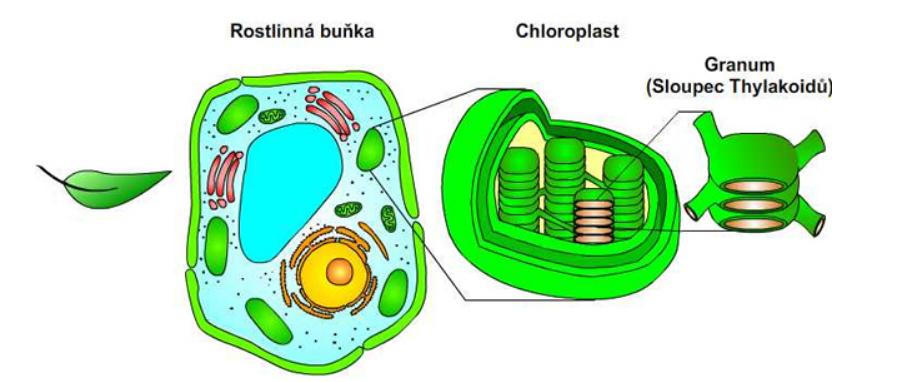 Rostlinná buňka
Chloroplast
Granum
(Sloupec Thylakoidů)